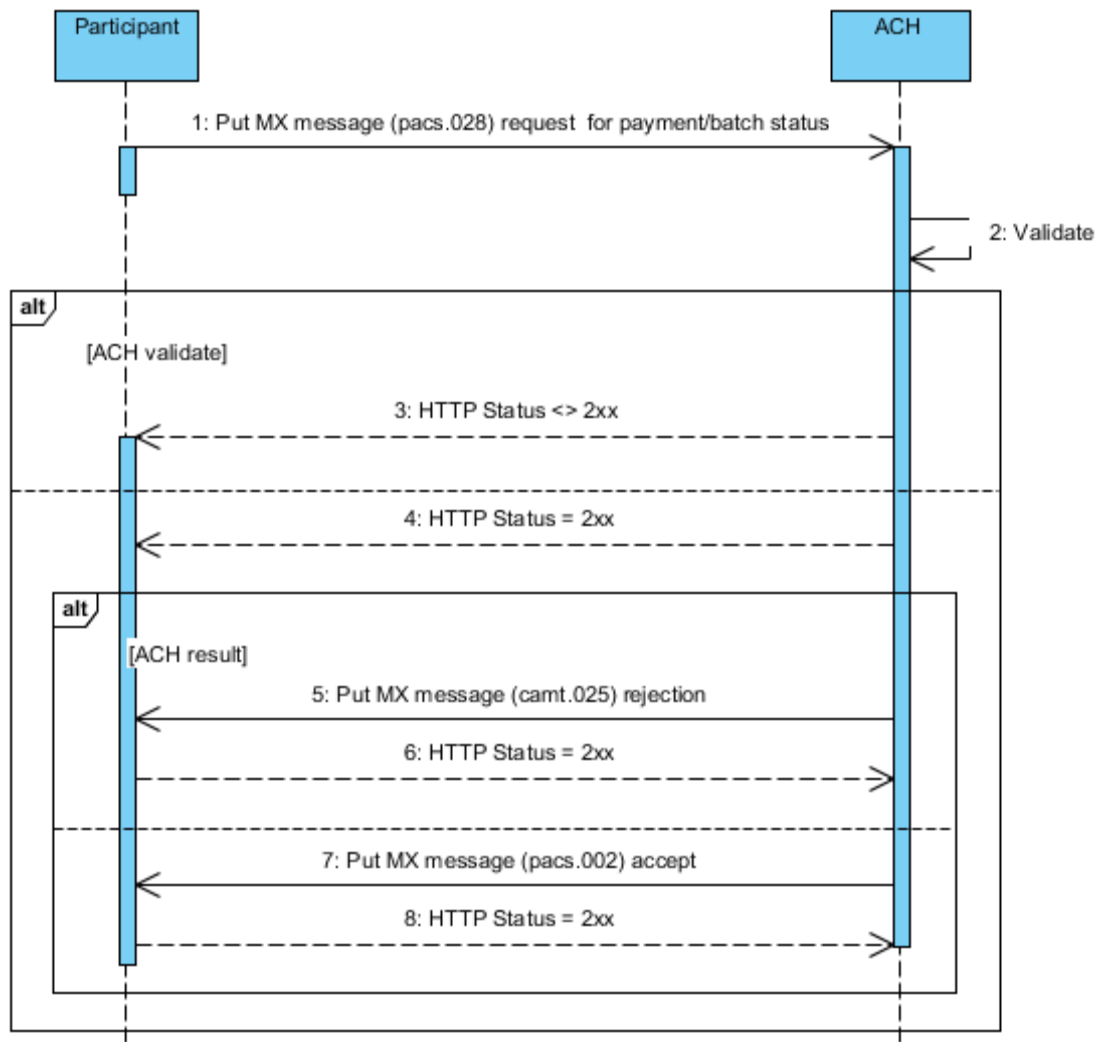 Participant
ACH
1: Put MX message (pacs.028) request  for payment/batch status
2: Validate
alt
[ACH validate]
3: HTTP Status <> 2xx
4: HTTP Status = 2xx
alt
[ACH result]
5: Put MX message (camt.025) rejection
6: HTTP Status = 2xx
7: Put MX message (pacs.002) accept
8: HTTP Status = 2xx